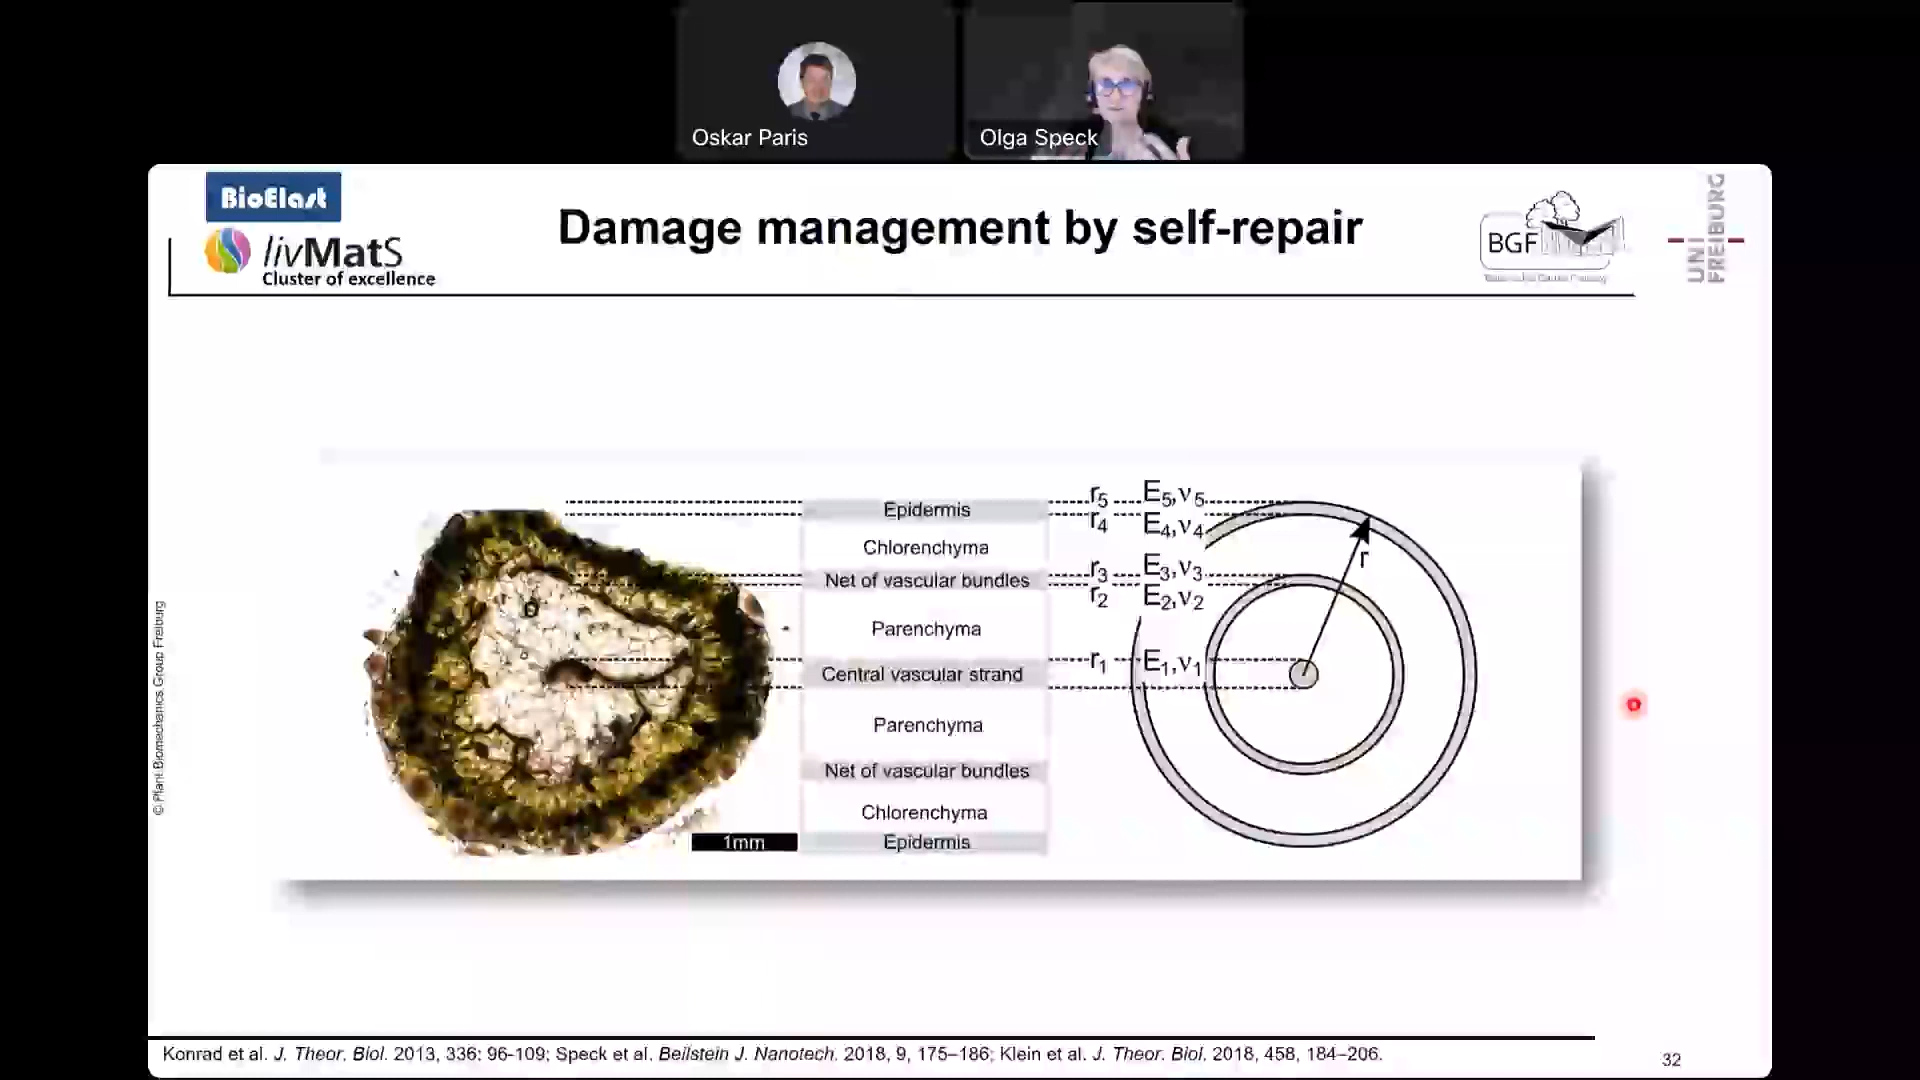 Oskar Paris
Olga Speck
BioElast
livMatS
Cluster of excellence
Damage management by self-repair
BGF
UNI
FREIBURG
© Plant Biomechanics Group Freiburg
Epidermis
Chlorenchyma
Net of vascular bundles
Parenchyma
Central vascular strand
Parenchyma
Net of vascular bundles
Chlorenchyma
Epidermis
1mm
r5 E5,ν5
r4 E4,ν4
r3 E3,ν3
r2 E2,ν2
r1 E1,ν1
r
Konrad et al. J. Theor. Biol. 2013, 336: 96-109; Speck et al. Beilstein J. Nanotech. 2018, 9, 175–186; Klein et al. J. Theor. Biol. 2018, 458, 184–206.
32